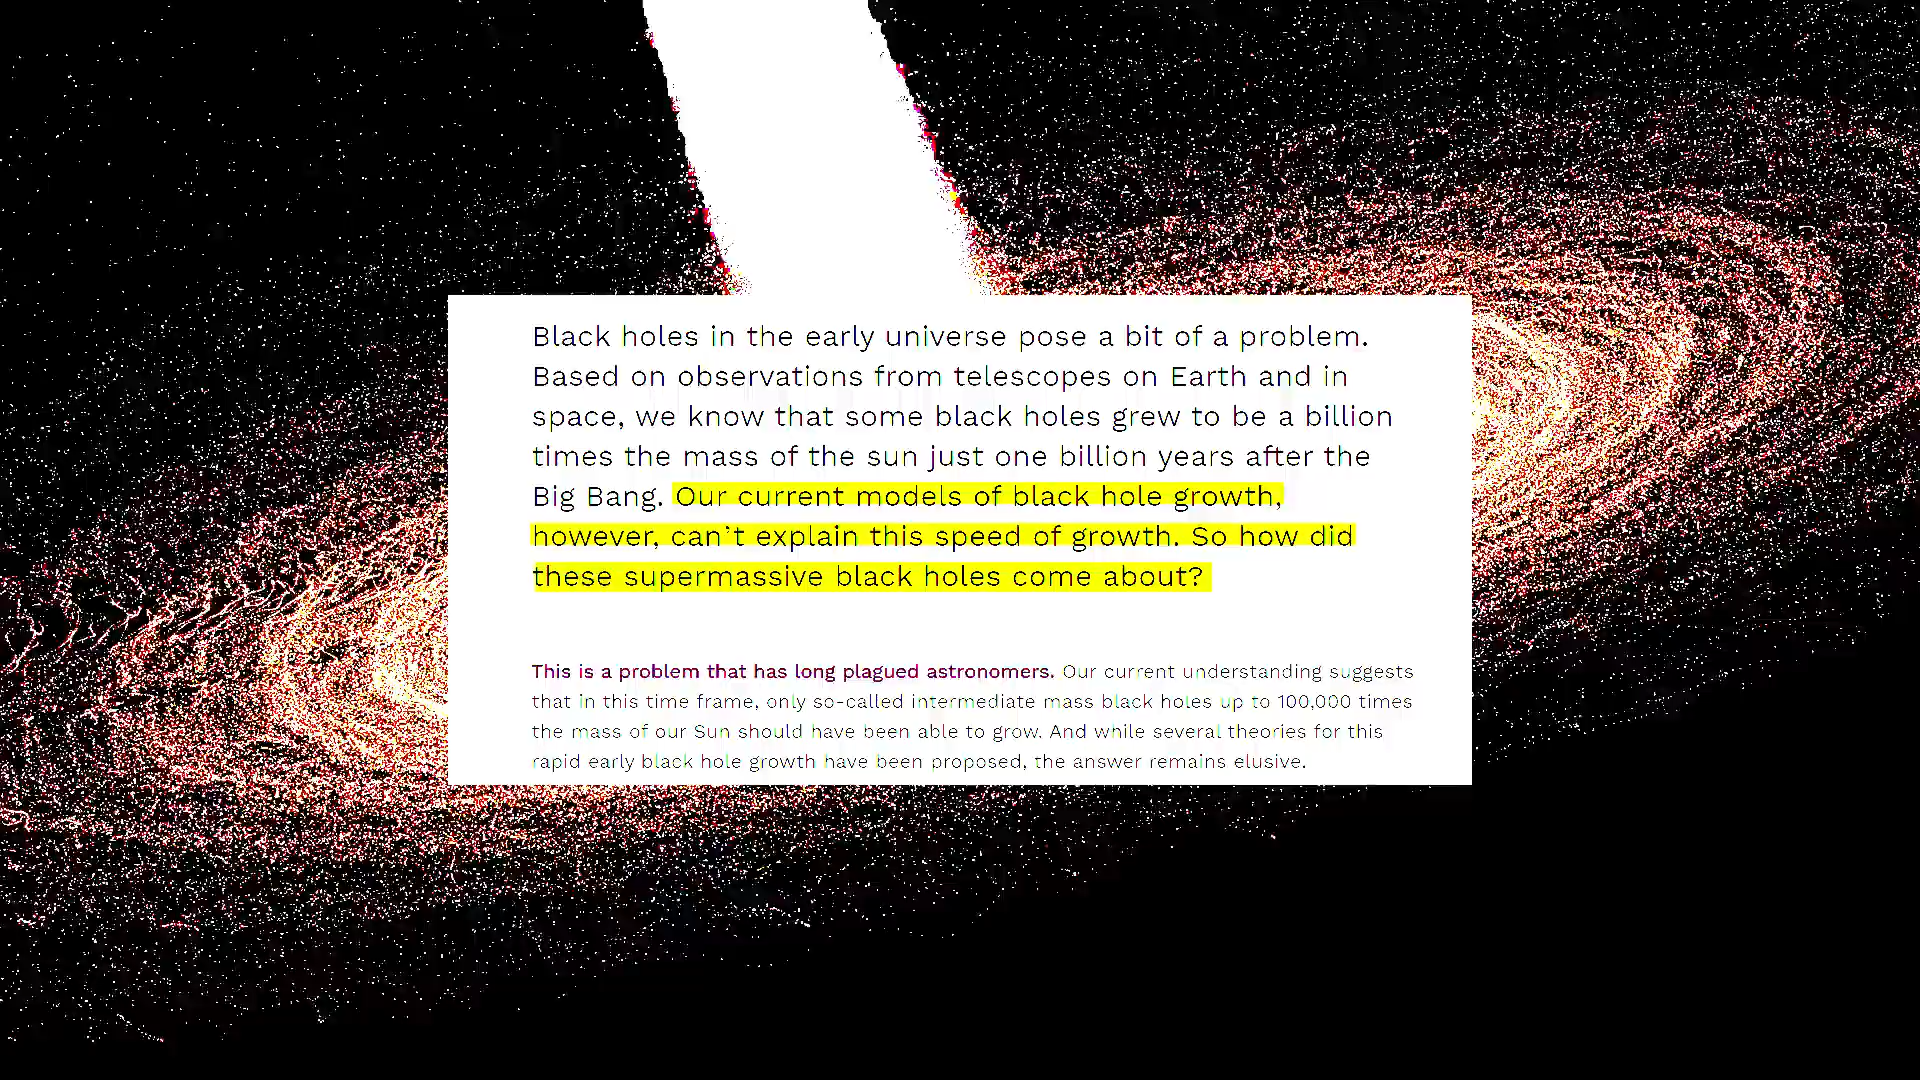 Black holes in the early universe pose a bit of a problem.
Based on observations from telescopes on Earth and in
space, we know that some black holes grew to be a billion
times the mass of the sun just one billion years after the
Big Bang. Our current models of black hole growth,
however, can't explain this speed of growth. So how did
these supermassive black holes come about?
This is a problem that has long plagued astronomers. Our current understanding suggests
that in this time frame, only so-called intermediate mass black holes up to 100,000 times
the mass of our Sun should have been able to grow. And while several theories for this
rapid early black hole growth have been proposed, the answer remains elusive.